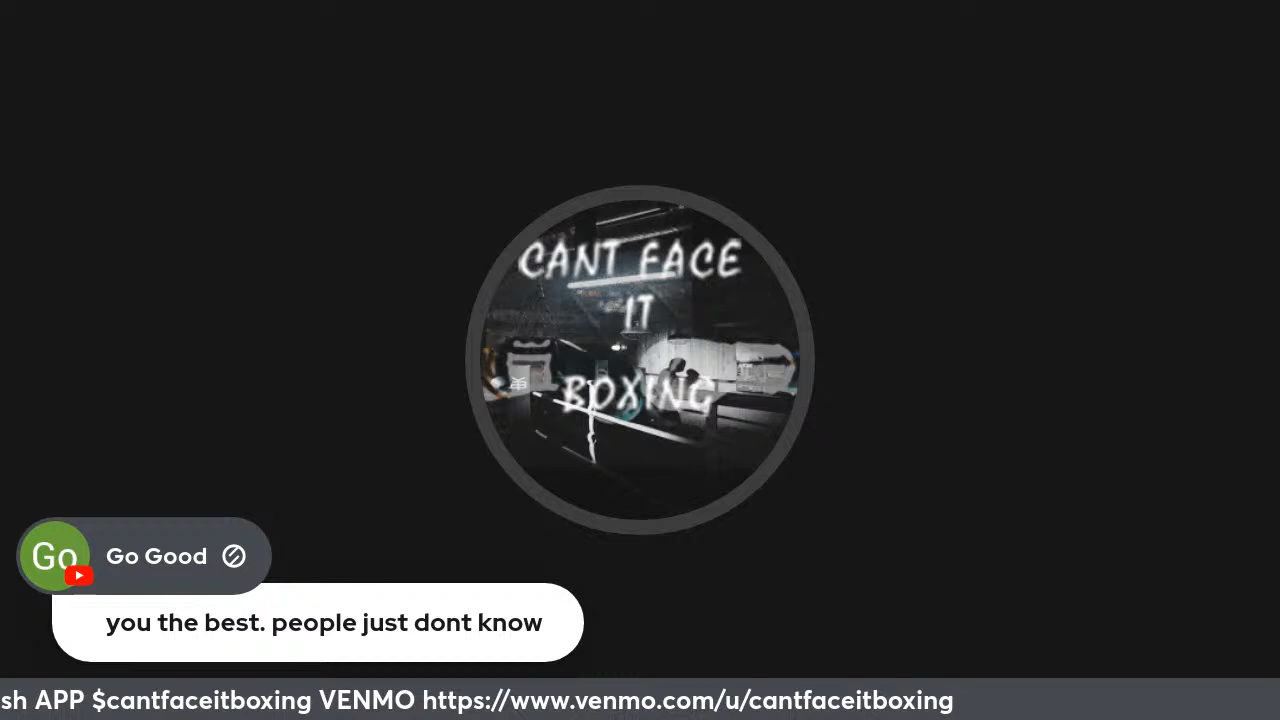 CANT FACE
IT
BOXING
Go
Go Good
you the best. people just dont know
sh APP $cantfaceitboxing VENMO https://www.venmo.com/u/cantfaceitboxing